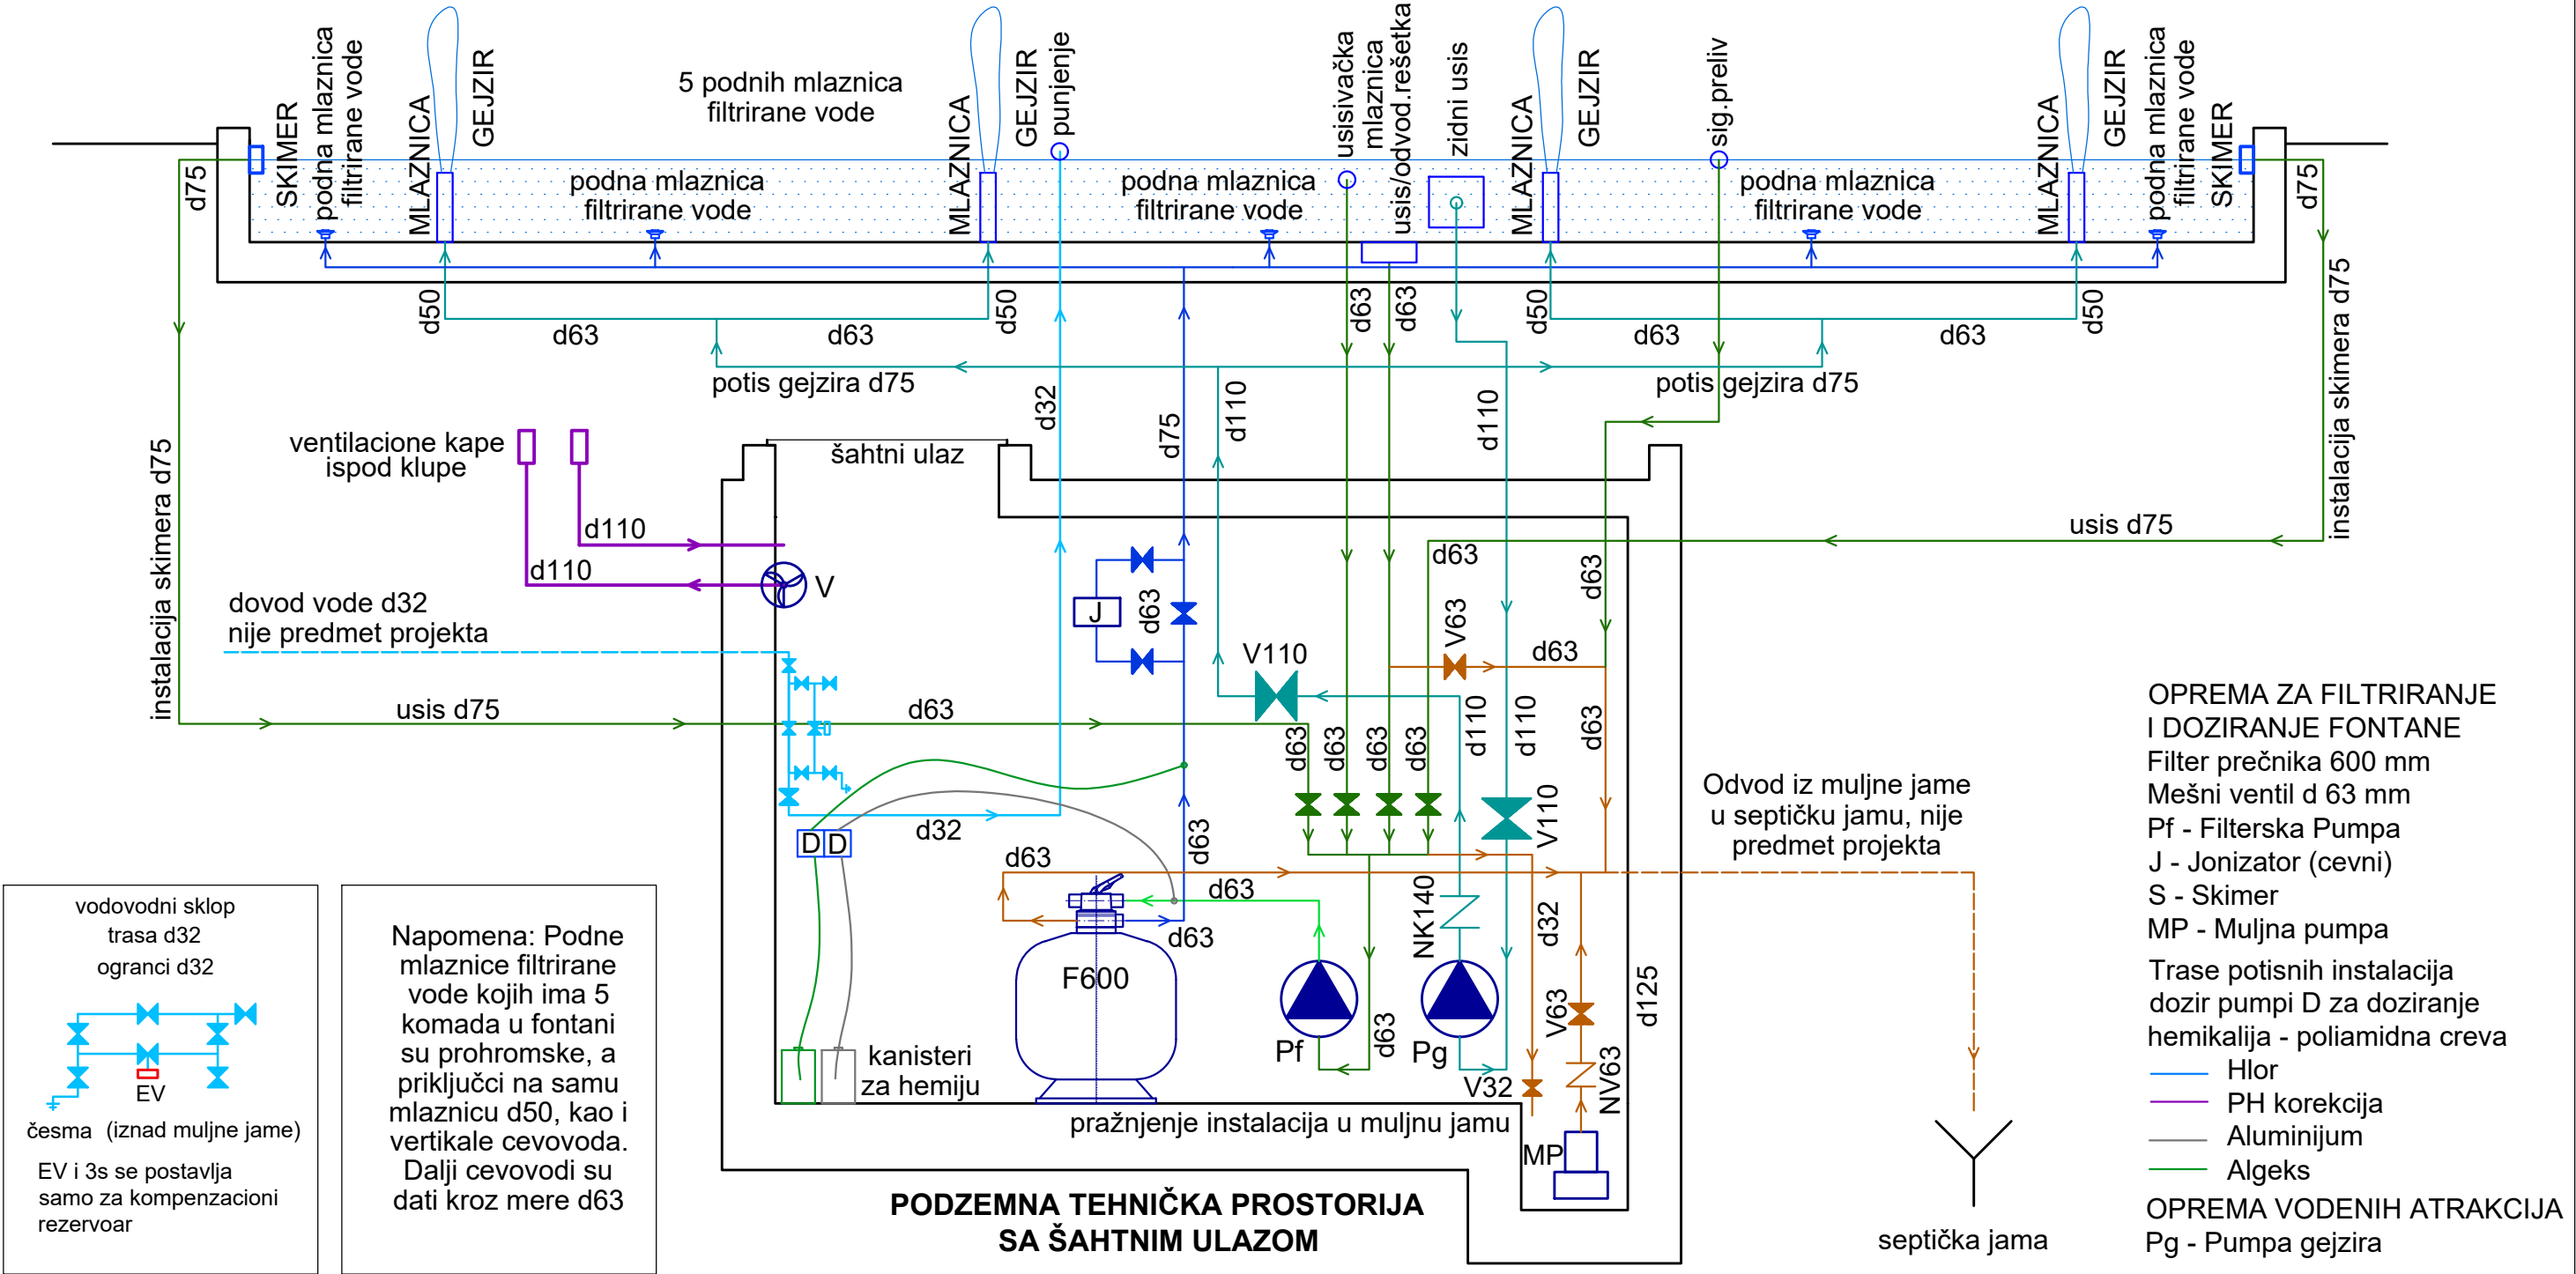 SKIMER
podna mlaznica
filtrirane vode
MLAZNICA
GEJZIR
5 podnih mlaznica
filtrirane vode
MLAZNICA
GEJZIR
punjenje
usisivačka
mlaznica
usis/odvod.rešetka
zidni usis
MLAZNICA
GEJZIR
sig.preliv
MLAZNICA
GEJZIR
podna mlaznica
filtrirane vode
SKIMER
d75
podna mlaznica
filtrirane vode
podna mlaznica
filtrirane vode
podna mlaznica
filtrirane vode
d75
d50
d63
d63
d50
d63
d63
d50
d63
d63
d50
instalacija skimera d75
potis gejzira d75
potis gejzira d75
d32
d75
d110
d110
instalacija skimera d75
ventilacione kape
ispod klupe
šahtni ulaz
d110
d110
V
usis d75
d63
d63
dovod vode d32
nije predmet projekta
J
d63
V63
d63
V110
usis d75
d63
d110
d110
d63
d63
d63
d63
d63
d32
D
D
d63
V110
Odvod iz muljne jame
u septičku jamu, nije
predmet projekta
d63
d63
d63
F600
NK140
d32
d125
Pf
d63
Pg
V63
NV63
V32
kanisteri
za hemiju
pražnjenje instalacija u muljnu jamu
MP
PODZEMNA TEHNIČKA PROSTORIJA
SA ŠAHTNIM ULAZOM
septička jama
vodovodni sklop
trasa d32
ogranci d32
EV
česma (iznad muljne jame)
EV i 3s se postavlja
samo za kompenzacioni
rezervoar
Napomena: Podne
mlaznice filtrirane
vode kojih ima 5
komada u fontani
su prohromske, a
priključci na samu
mlaznicu d50, kao i
vertikale cevovoda.
Dalji cevovodi su
dati kroz mere d63
OPREMA ZA FILTRIRANJE
I DOZIRANJE FONTANE
Filter prečnika 600 mm
Mešni ventil d 63 mm
Pf - Filterska Pumpa
J - Jonizator (cevni)
S - Skimer
MP - Muljna pumpa
Trase potisnih instalacija
dozir pumpi D za doziranje
hemikalija - poliamidna creva
Hlor
PH korekcija
Aluminijum
Algeks
OPREMA VODENIH ATRAKCIJA
Pg - Pumpa gejzira